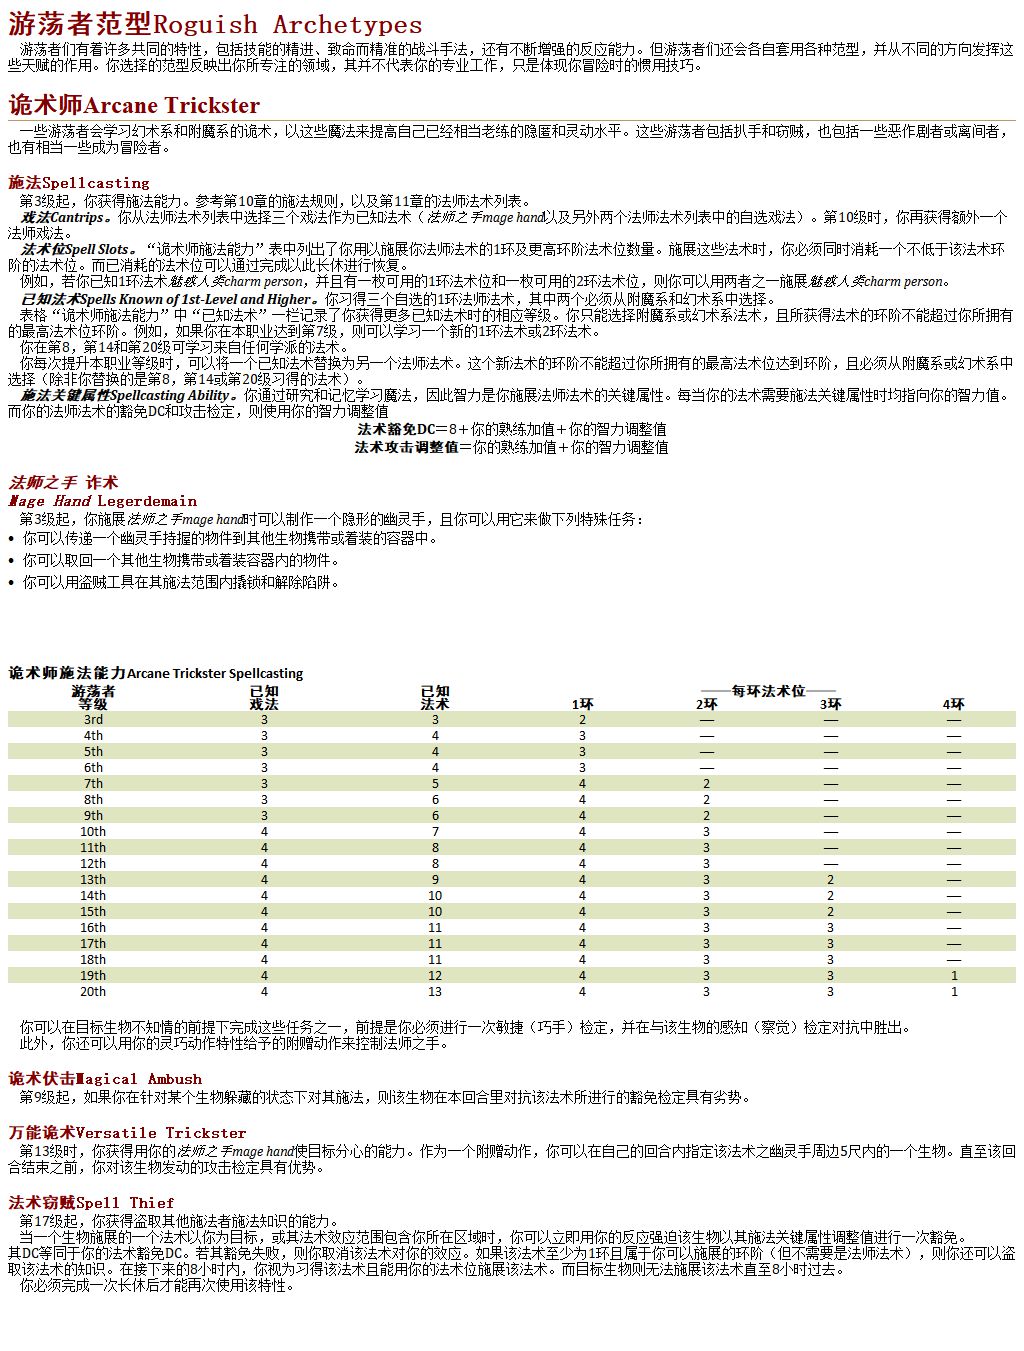 游荡者范型Roguish Archetypes
游荡者们有着许多共同的特性，包括技能的精进、致命而精准的战斗手法，还有不断增强的反应能力。但游荡者们还会各自套用各种范型，并从不同的方向发挥这
些天赋的作用。你选择的范型反映出你所专注的领域，其并不代表你的专业工作，只是体现你冒险时的惯用技巧。
诡术师Arcane Trickster
一些游荡者会学习幻术系和附魔系的诡术，以这些魔法来提高自己已经相当老练的隐匿和灵动水平。这些游荡者包括扒手和窃贼，也包括一些恶作剧者或离间者，
也有相当一些成为冒险者。
施法Spellcasting
第3级起，你获得施法能力。参考第10章的施法规则，以及第11章的法师法术列表。
戏法Cantrips。你从法师法术列表中选择三个戏法作为已知法术（法师之手mage hand以及另外两个法师法术列表中的自选戏法）。第10级时，你再获得额外一个
法师戏法。
法术位Spell Slots。“诡术师施法能力”表中列出了你用以施展你法师法术的1环及更高环阶法术位数量。施展这些法术时，你必须同时消耗一个不低于该法术环
阶的法术位。而已消耗的法术位可以通过完成以此长休进行恢复。
例如，若你已知1环法术魅惑人类charm person，并且有一枚可用的1环法术位和一枚可用的2环法术位，则你可以用两者之一施展魅惑人类charm person。
已知法术Spells Known of 1st-Level and Higher。你习得三个自选的1环法师法术，其中两个必须从附魔系和幻术系中选择。
表格“诡术师施法能力”中“已知法术”一栏记录了你获得更多已知法术时的相应等级。你只能选择附魔系或幻术系法术，且所获得法术的环阶不能超过你所拥有
的最高法术位环阶。例如，如果你在本职业达到第7级，则可以学习一个新的1环法术或2环法术。
你在第8，第14和第20级可学习来自任何学派的法术。
你每次提升本职业等级时，可以将一个已知法术替换为另一个法师法术。这个新法术的环阶不能超过你所拥有的最高法术位达到环阶，且必须从附魔系或幻术系中
选择（除非你替换的是第8，第14或第20级习得的法术）。
施法关键属性Spellcasting Ability。你通过研究和记忆学习魔法，因此智力是你施展法师法术的关键属性。每当你的法术需要施法关键属性时均指向你的智力值。
而你的法师法术的豁免DC和攻击检定，则使用你的智力调整值
法术豁免DC＝8＋你的熟练加值＋你的智力调整值
法术攻击调整值＝你的熟练加值＋你的智力调整值
法师之手 诈术
Mage Hand Legerdemain
第3级起，你施展法师之手mage hand时可以制作一个隐形的幽灵手，且你可以用它来做下列特殊任务：
• 你可以传递一个幽灵手持握的物件到其他生物携带或着装的容器中。
• 你可以取回一个其他生物携带或着装容器内的物件。
• 你可以用盗贼工具在其施法范围内撬锁和解除陷阱。
诡术师施法能力Arcane Trickster Spellcasting
游荡者 已知 已知 ——每环法术位——
等级 戏法 法术 1环 2环 3环 4环
3rd 3 3 2 — — —
4th 3 4 3 — — —
5th 3 4 3 — — —
6th 3 4 3 — — —
7th 3 5 4 2 — —
8th 3 6 4 2 — —
9th 3 6 4 2 — —
10th 4 7 4 3 — —
11th 4 8 4 3 — —
12th 4 8 4 3 — —
13th 4 9 4 3 2 —
14th 4 10 4 3 2 —
15th 4 10 4 3 2 —
16th 4 11 4 3 3 —
17th 4 11 4 3 3 —
18th 4 11 4 3 3 —
19th 4 12 4 3 3 1
20th 4 13 4 3 3 1
你可以在目标生物不知情的前提下完成这些任务之一，前提是你必须进行一次敏捷（巧手）检定，并在与该生物的感知（察觉）检定对抗中胜出。
此外，你还可以用你的灵巧动作特性给予的附赠动作来控制法师之手。
诡术伏击Magical Ambush
第9级起，如果你在针对某个生物躲藏的状态下对其施法，则该生物在本回合里对抗该法术所进行的豁免检定具有劣势。
万能诡术Versatile Trickster
第13级时，你获得用你的法师之手mage hand使目标分心的能力。作为一个附赠动作，你可以在自己的回合内指定该法术之幽灵手周边5尺内的一个生物。直至该回
合结束之前，你对该生物发动的攻击检定具有优势。
法术窃贼Spell Thief
第17级起，你获得盗取其他施法者施法知识的能力。
当一个生物施展的一个法术以你为目标，或其法术效应范围包含你所在区域时，你可以立即用你的反应强迫该生物以其施法关键属性调整值进行一次豁免。
其DC等同于你的法术豁免DC。若其豁免失败，则你取消该法术对你的效应。如果该法术至少为1环且属于你可以施展的环阶（但不需要是法师法术），则你还可以盗
取该法术的知识。在接下来的8小时内，你视为习得该法术且能用你的法术位施展该法术。而目标生物则无法施展该法术直至8小时过去。
你必须完成一次长休后才能再次使用该特性。